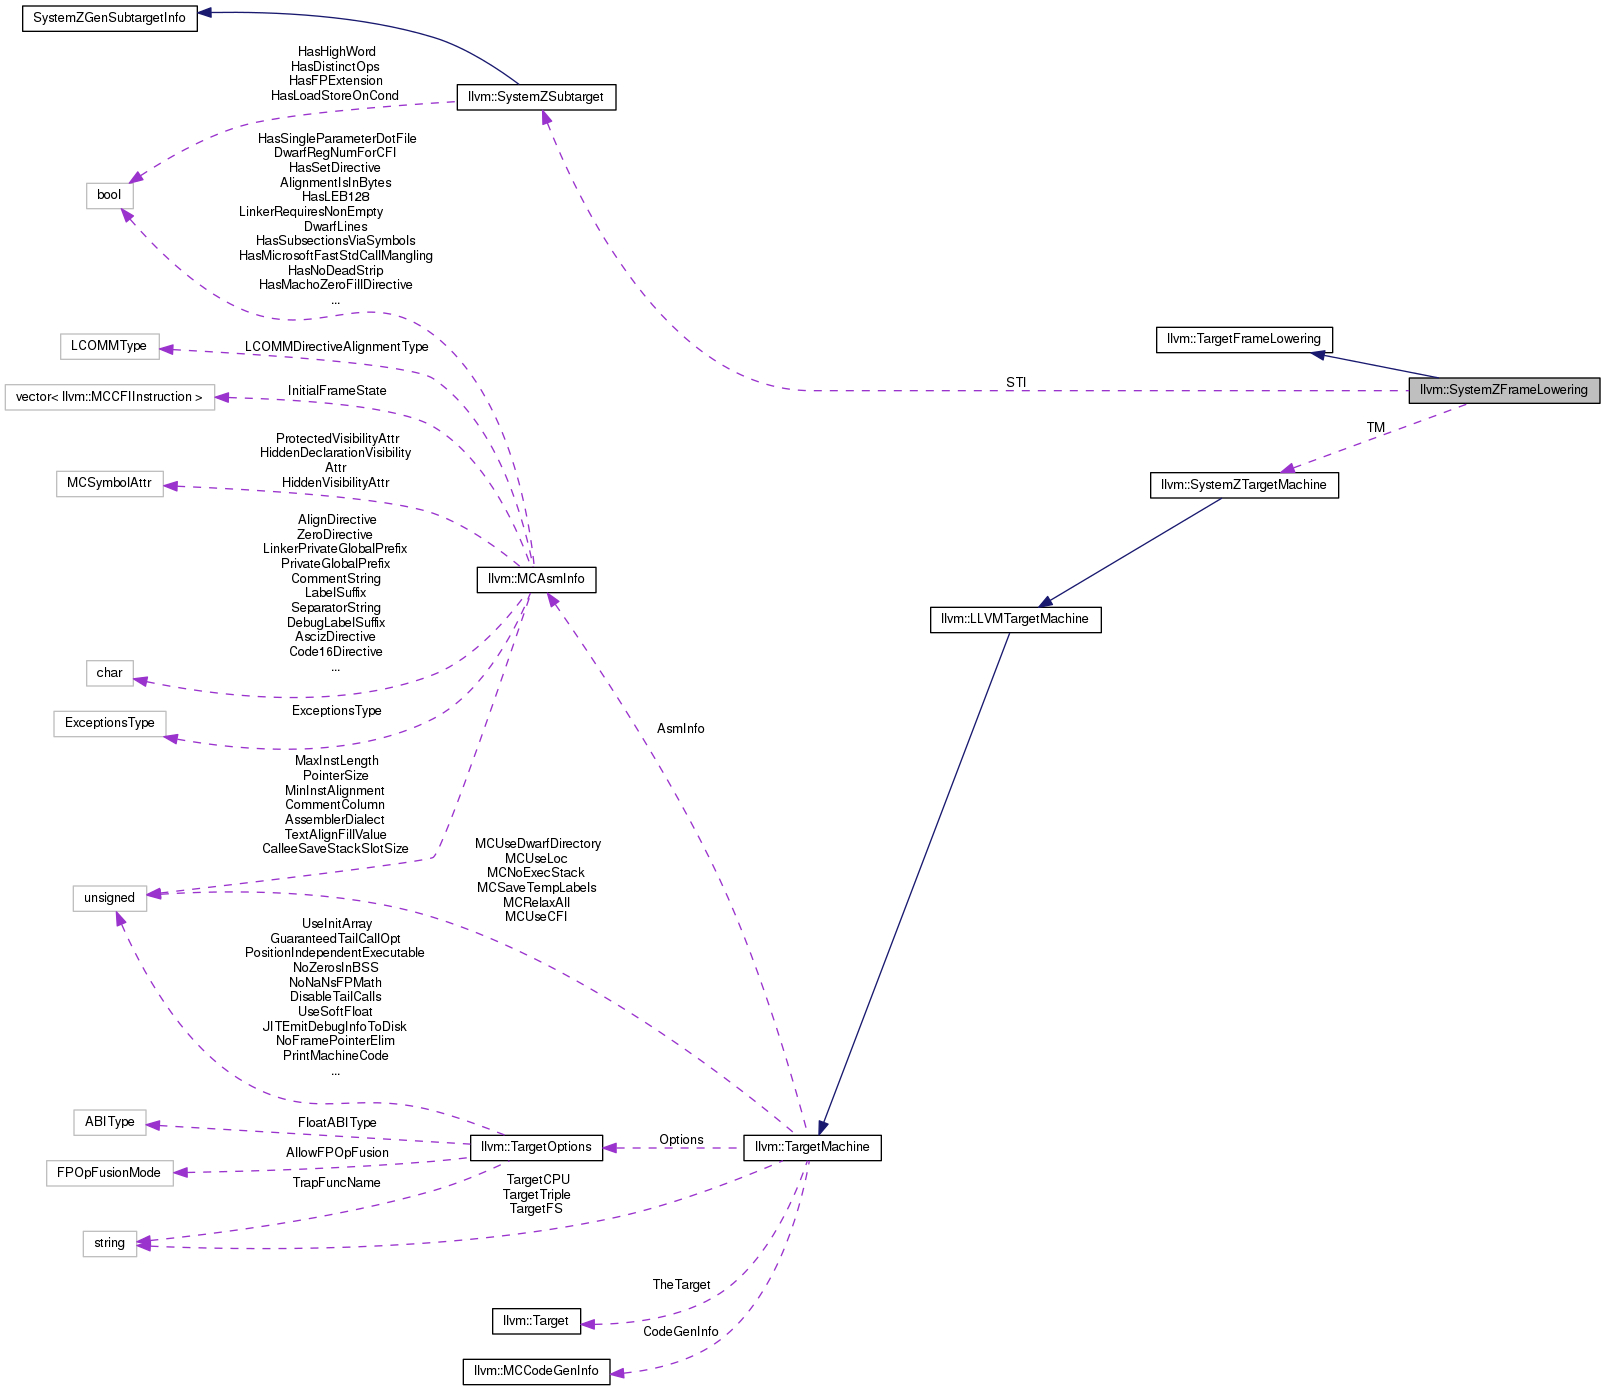 SystemZGenSubtargetInfo
HasHighWord
HasDistinctOps
HasFPExtension
HasLoadStoreOnCond
llvm::SystemZSubtarget
HasSingleParameterDotFile
DwarfRegNumForCFI
HasSetDirective
AlignmentIsInBytes
HasLEB128
LinkerRequiresNonEmpty
DwarfLines
HasSubsectionsViaSymbols
HasMicrosoftFastStdCallMangling
HasNoDeadStrip
HasMachoZeroFillDirective
...
bool
LCOMMType
LCOMMDirectiveAlignmentType
llvm::TargetFrameLowering
vector< llvm::MCCFIInstruction >
InitialFrameState
STI
llvm::SystemZFrameLowering
TM
ProtectedVisibilityAttr
HiddenDeclarationVisibility
Attr
HiddenVisibilityAttr
MCSymbolAttr
llvm::SystemZTargetMachine
AlignDirective
ZeroDirective
LinkerPrivateGlobalPrefix
PrivateGlobalPrefix
CommentString
LabelSuffix
SeparatorString
DebugLabelSuffix
AscizDirective
Code16Directive
...
llvm::MCAsmInfo
llvm::LLVMTargetMachine
char
ExceptionsType
ExceptionsType
AsmInfo
MaxInstLength
PointerSize
MinInstAlignment
CommentColumn
AssemblerDialect
TextAlignFillValue
CalleeSaveStackSlotSize
MCUseDwarfDirectory
MCUseLoc
MCNoExecStack
MCSaveTempLabels
MCRelaxAll
MCUseCFI
unsigned
UseInitArray
GuaranteedTailCallOpt
PositionIndependentExecutable
NoZerosInBSS
NoNaNsFPMath
DisableTailCalls
UseSoftFloat
JITEmitDebugInfoToDisk
NoFramePointerElim
PrintMachineCode
...
ABIType
FloatABIType
llvm::TargetOptions
Options
llvm::TargetMachine
FPOpFusionMode
AllowFPOpFusion
TrapFuncName
TargetCPU
TargetTriple
TargetFS
string
TheTarget
llvm::Target
CodeGenInfo
llvm::MCCodeGenInfo